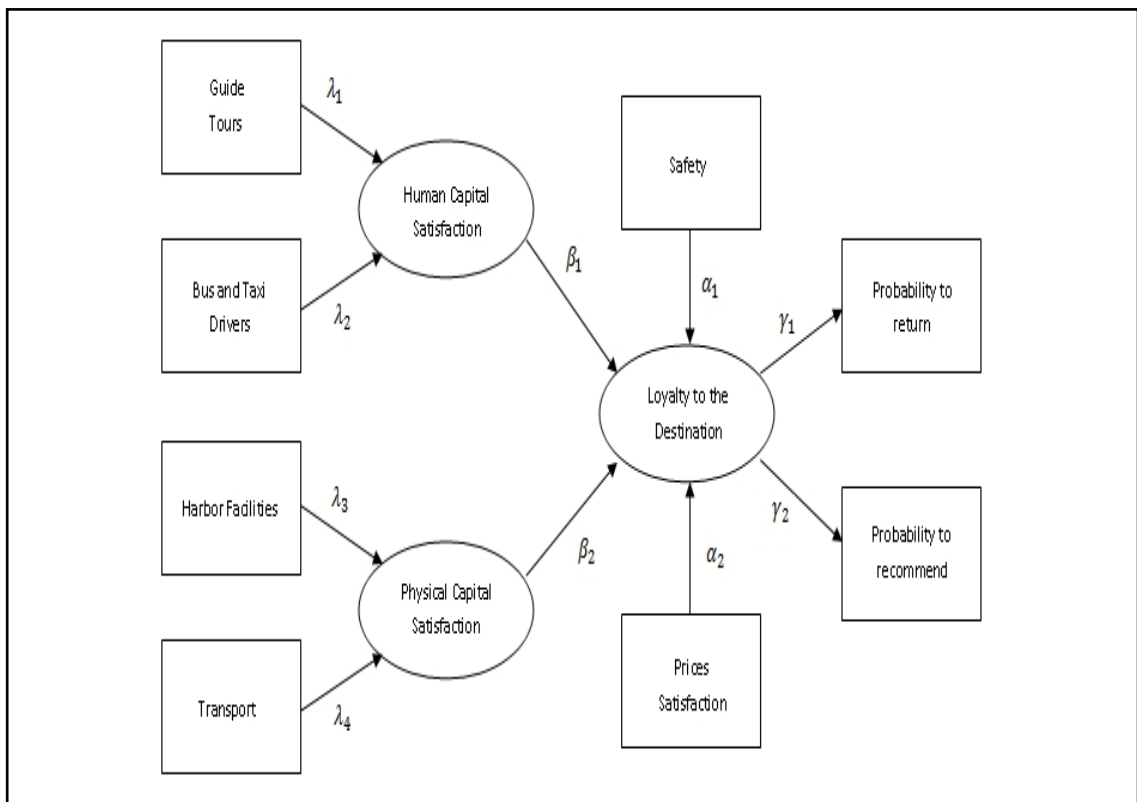 Guide
Tours
λ1
Human Capital
Satisfaction
Bus and Taxi
Drivers
λ2
β1
Safety
α1
Loyalty to the
Destination
γ1
Probability to
return
γ2
Probability to
recommend
Harbor Facilities
λ3
Physical Capital
Satisfaction
β2
α2
Transport
λ4
Prices
Satisfaction